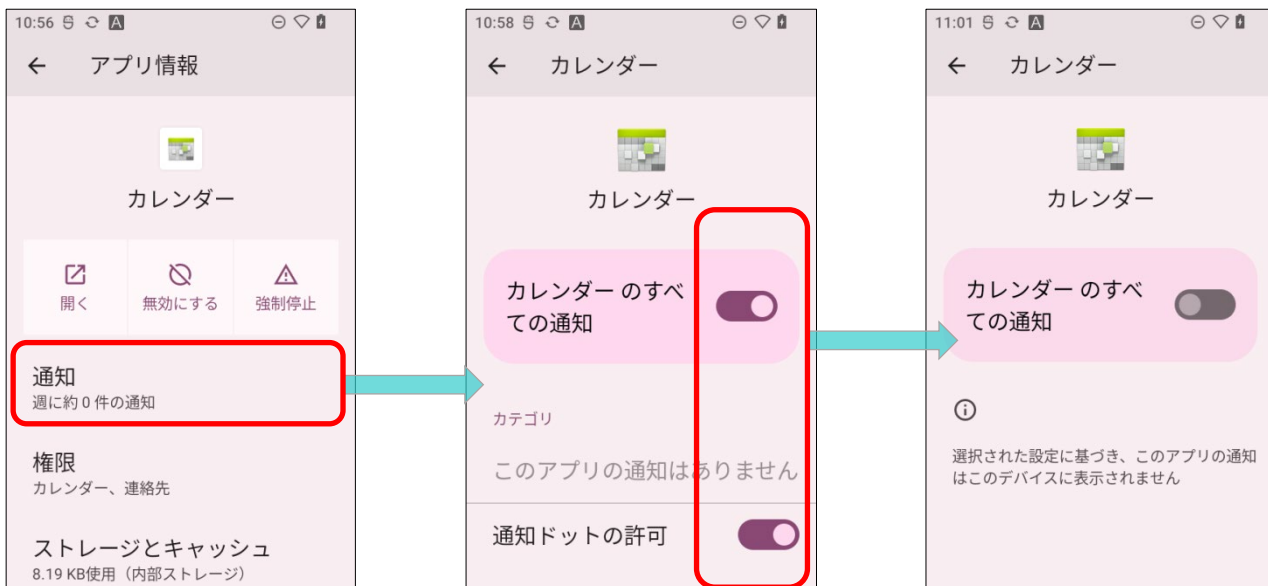 10:56
アプリ情報
カレンダー
開く
無効にする
強制停止
通知
週に約 0 件の通知
権限
カレンダー、連絡先
ストレージとキャッシュ
8.19 KB使用（内部ストレージ）
10:58
カレンダー
カレンダー
カレンダー のすべ
ての通知
カテゴリ
このアプリの通知はありません
通知ドットの許可
11:01
カレンダー
カレンダー
カレンダー のすべ
ての通知
選択された設定に基づき、このアプリの通知
はこのデバイスに表示されません